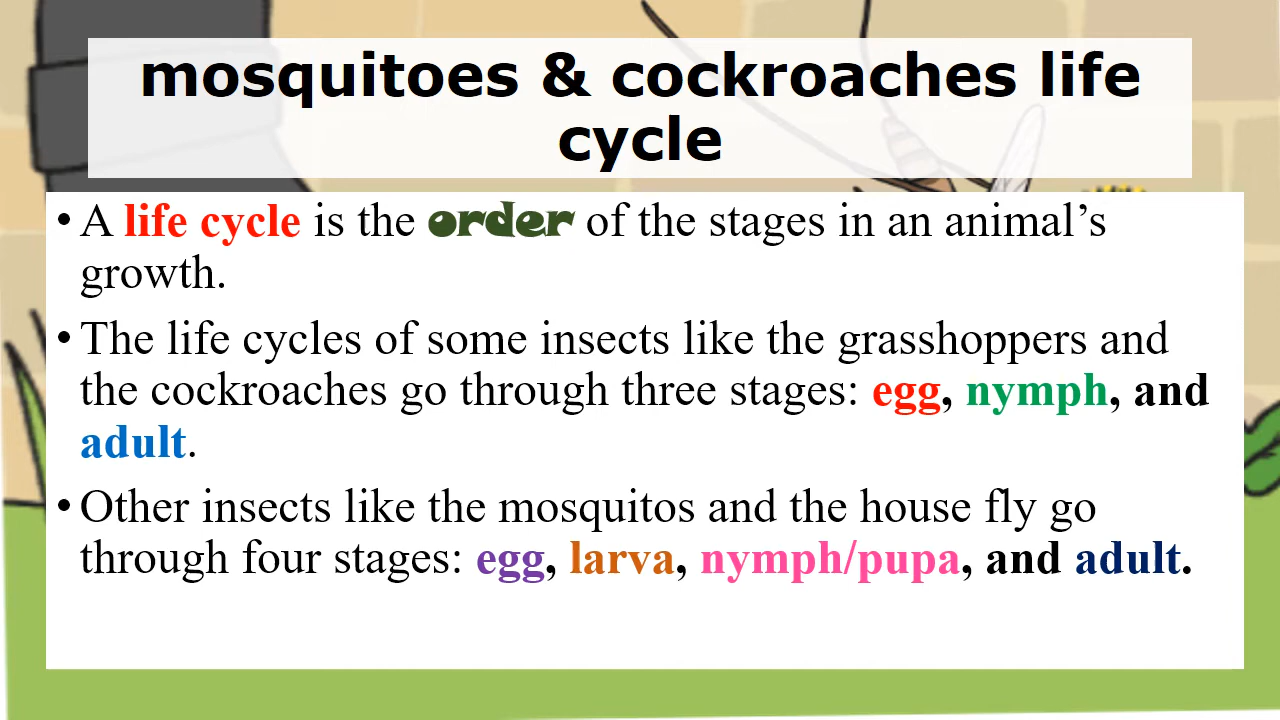 mosquitoes & cockroaches life
cycle
• A life cycle is the order of the stages in an animal’s
growth.
• The life cycles of some insects like the grasshoppers and
the cockroaches go through three stages: egg, nymph, and
adult.
• Other insects like the mosquitos and the house fly go
through four stages: egg, larva, nymph/pupa, and adult.